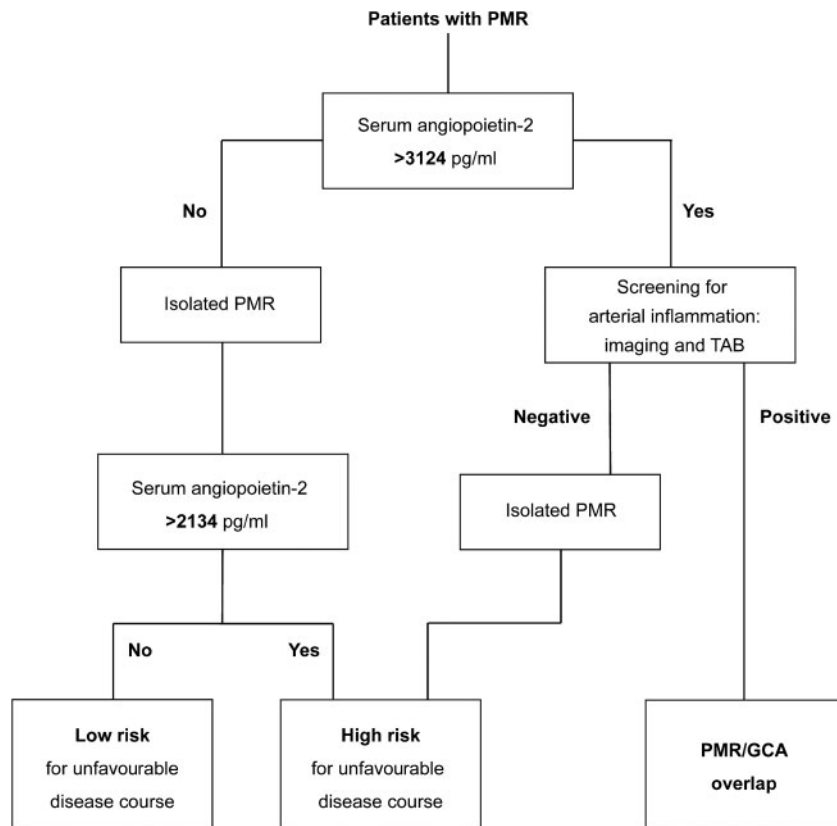 Patients with PMR
Serum angiopoietin-2
>3124 pg/ml
No
Yes
Isolated PMR
Screening for
arterial inflammation:
imaging and TAB
Negative
Positive
Serum angiopoietin-2
>2134 pg/ml
Isolated PMR
No
Yes
Low risk
for unfavourable
disease course
High risk
for unfavourable
disease course
PMR/GCA
overlap